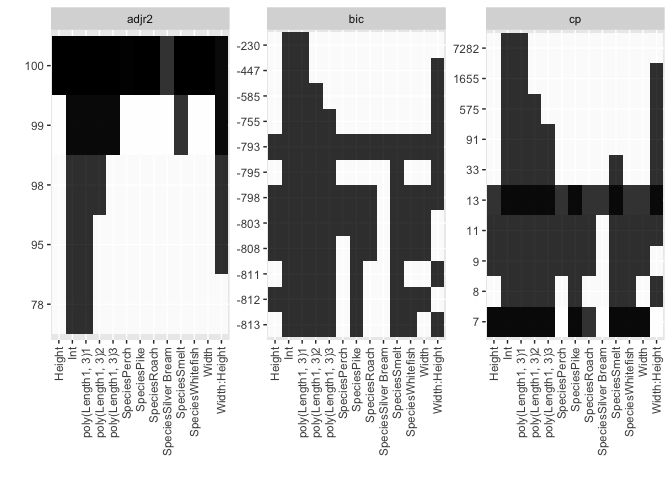 adjr2
100
99
98
95
78
Height
Int
poly(Length1, 3)1
poly(Length1, 3)2
poly(Length1, 3)3
SpeciesPerch
SpeciesPike
SpeciesRoach
SpeciesSilver Bream
SpeciesSmelt
SpeciesWhitefish
Width
Width:Height
bic
-230
-447
-585
-755
-793
-795
-798
-803
-808
-811
-812
-813
Height
Int
poly(Length1, 3)1
poly(Length1, 3)2
poly(Length1, 3)3
SpeciesPerch
SpeciesPike
SpeciesRoach
SpeciesSilver Bream
SpeciesSmelt
SpeciesWhitefish
Width
Width:Height
cp
7282
1655
575
91
33
13
11
9
8
7
Height
Int
poly(Length1, 3)1
poly(Length1, 3)2
poly(Length1, 3)3
SpeciesPerch
SpeciesPike
SpeciesRoach
SpeciesSilver Bream
SpeciesSmelt
SpeciesWhitefish
Width
Width:Height